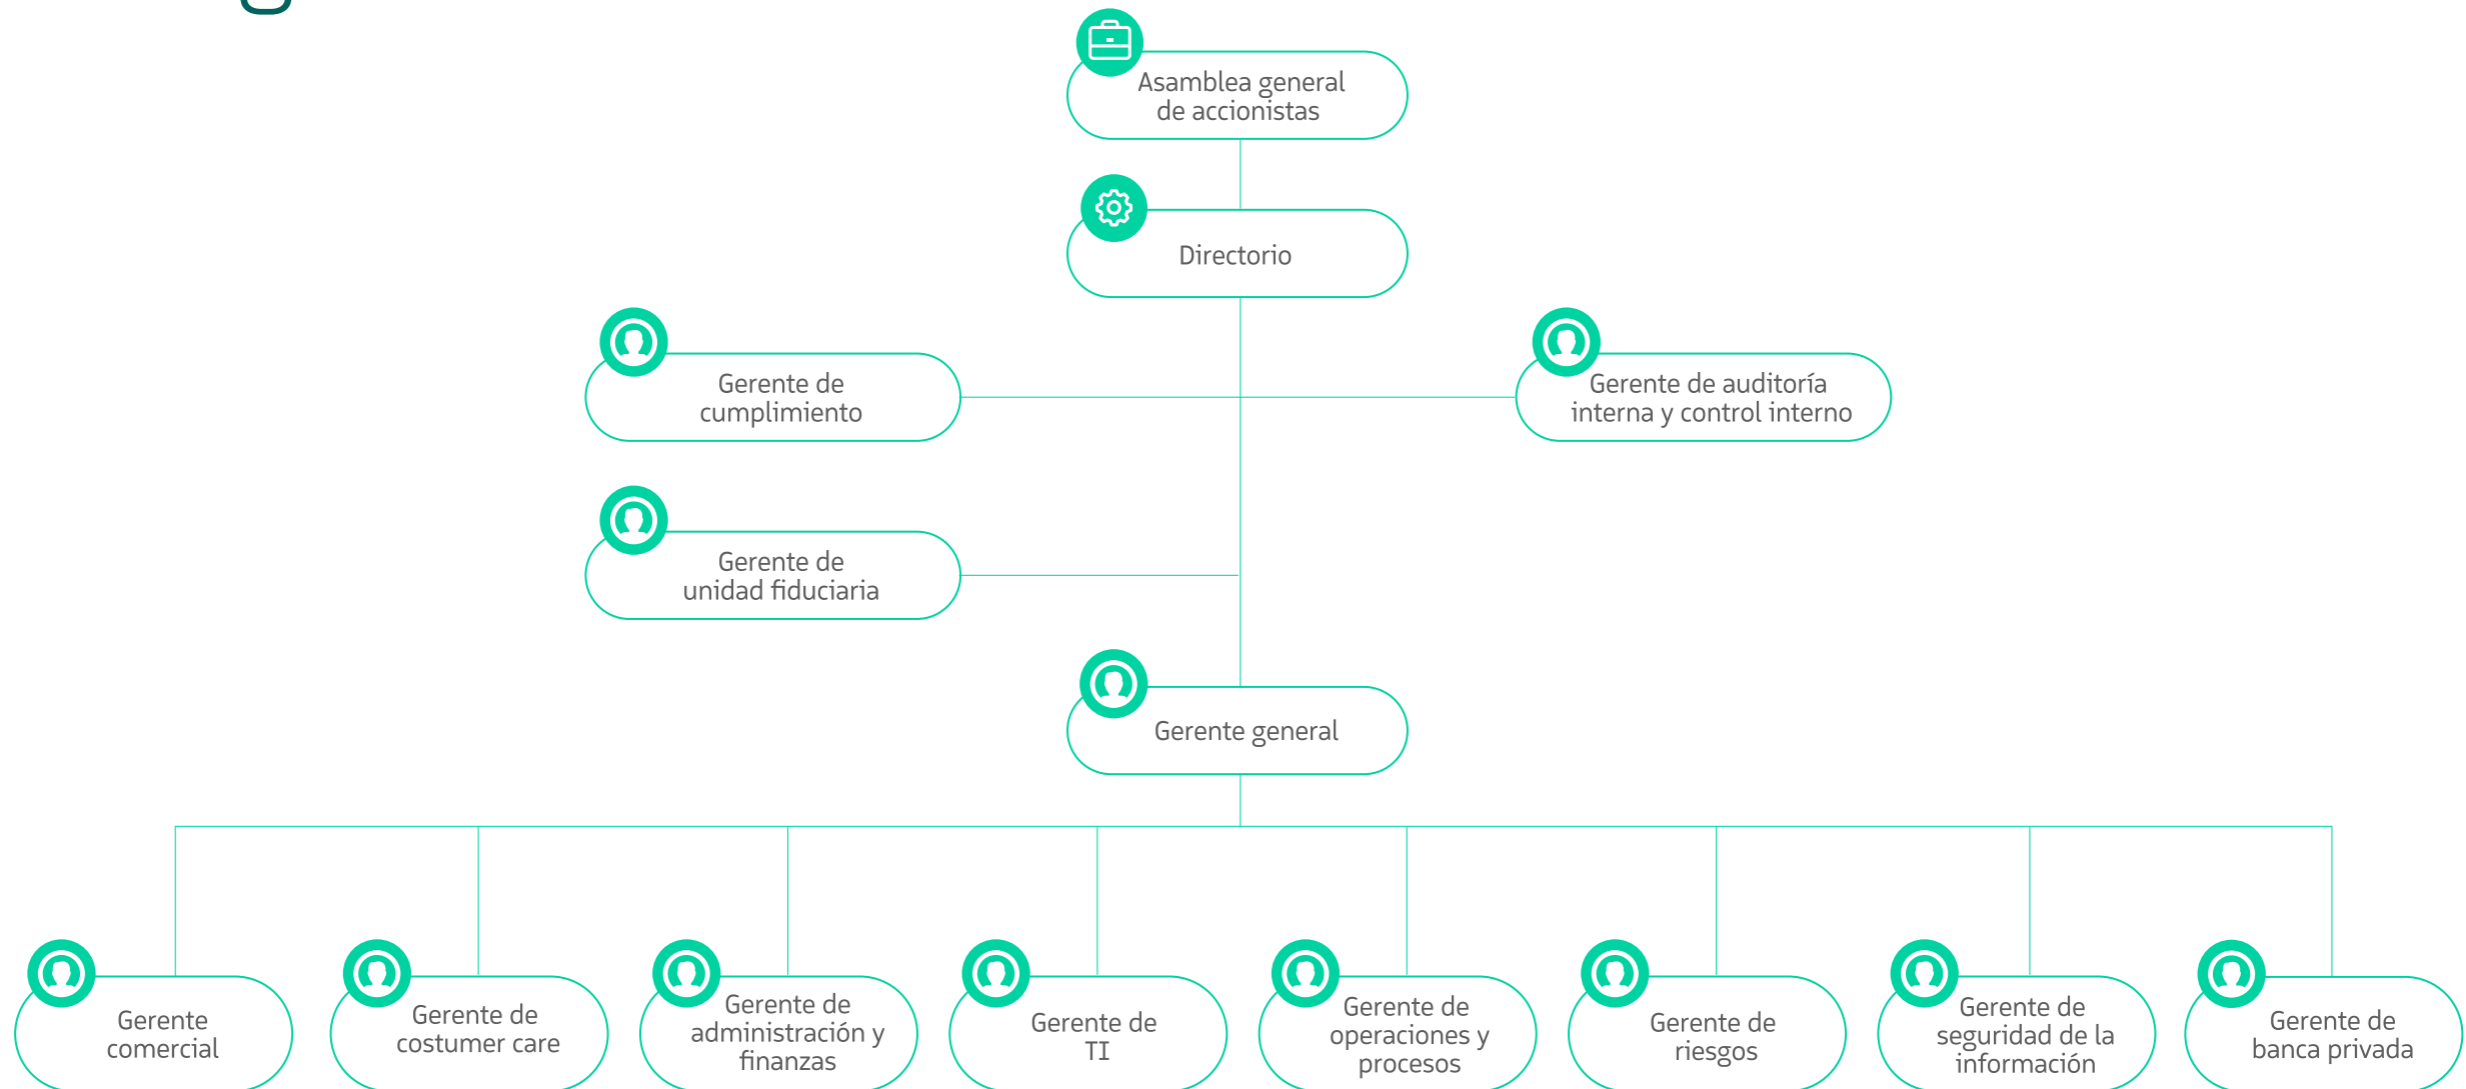 Asamblea general
de accionistas
Directorio
Gerente de
cumplimiento
Gerente de auditoría
interna y control interno
Gerente de
unidad fiduciaria
Gerente general
Gerente
comercial
Gerente de
costumer care
Gerente de
administración y
finanzas
Gerente de
TI
Gerente de
operaciones y
procesos
Gerente de
riesgos
Gerente de
seguridad de la
información
Gerente de
banca privada